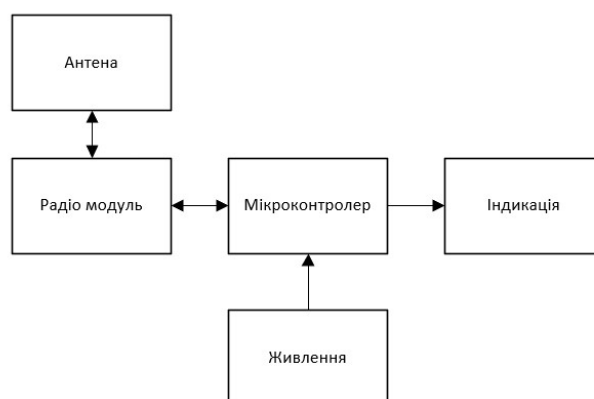 Антена
Радіо модуль
Мікроконтролер
Індикація
Живлення